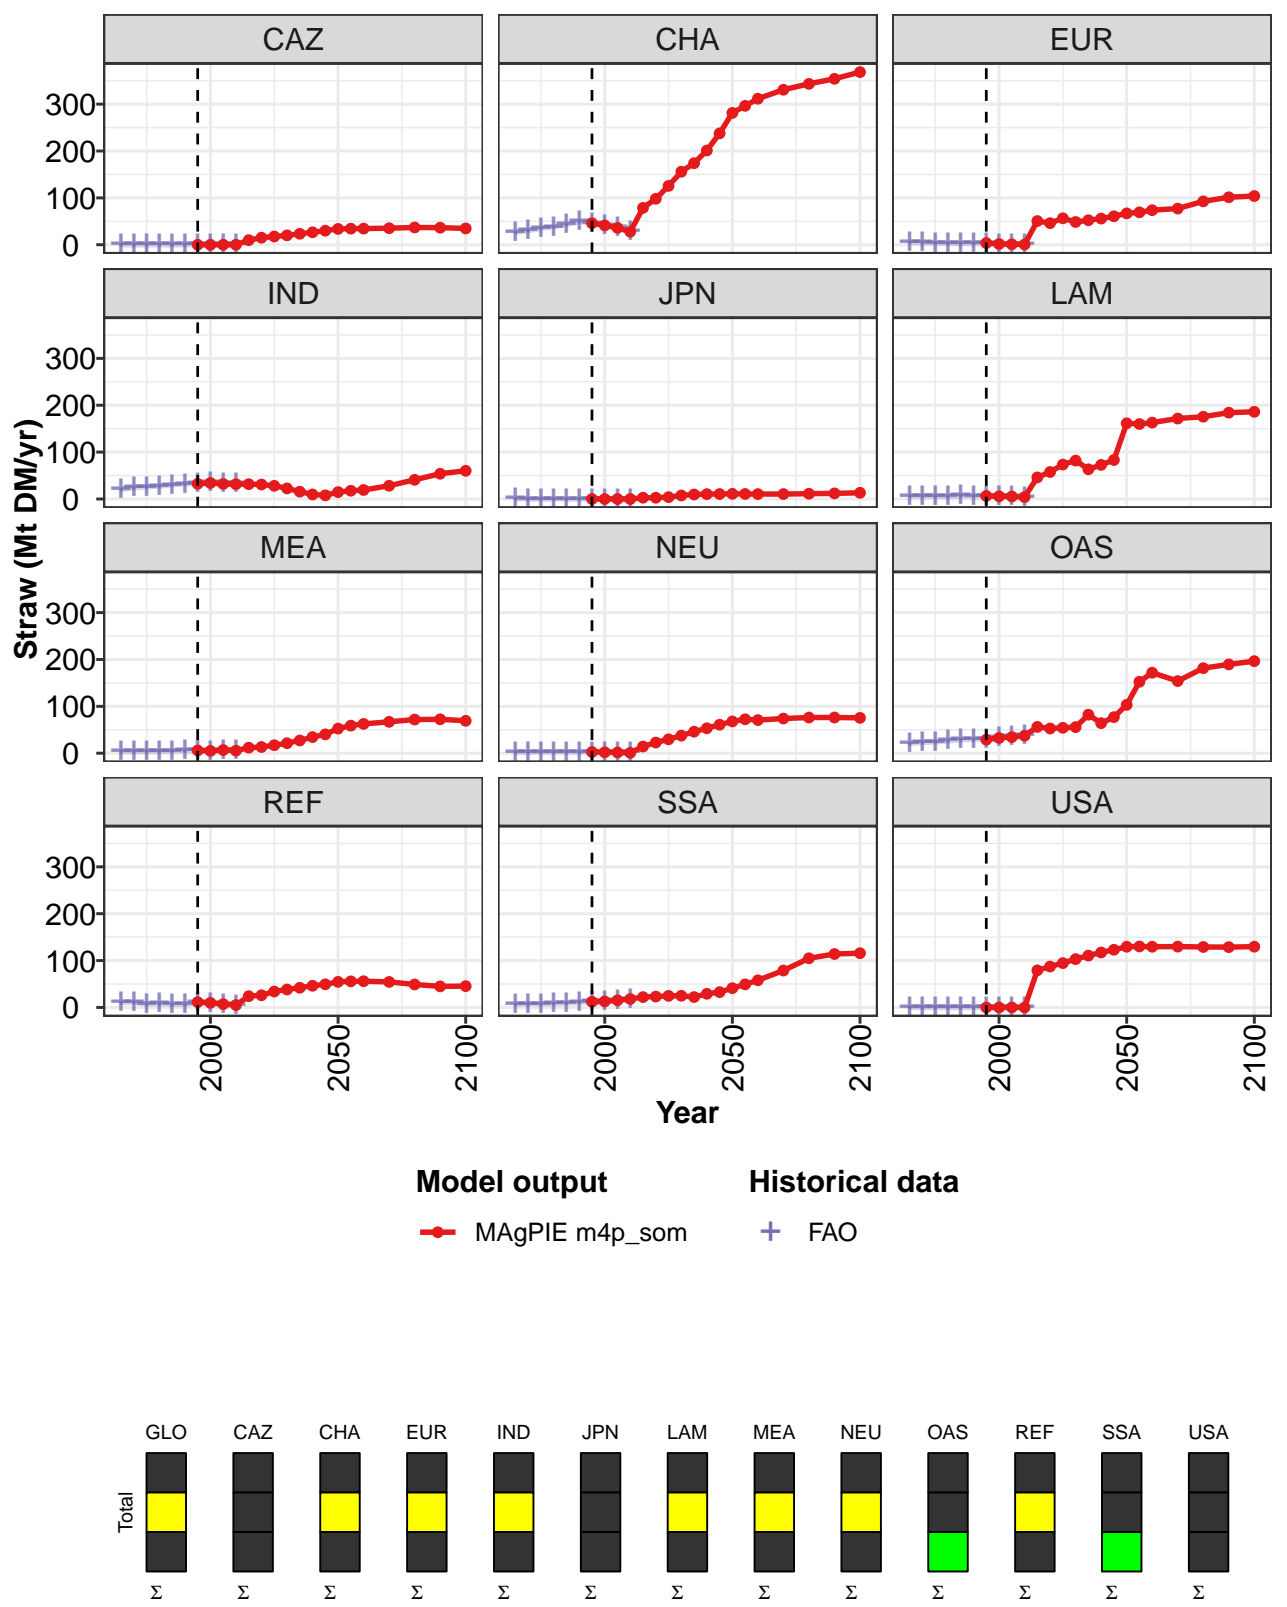 CAZ CHA EUR
300
200
100
0
IND JPN LAM
300
200
100
0
MEA NEU OAS
300
200
100
0
REF SSA USA
300
200
100
0
Straw (Mt DM/yr)
2000 2050 2100 2000 2050 2100 2000 2050 2100
Year
Model output Historical data
MAgPIE m4p_som FAO
GLO CAZ CHA EUR IND JPN LAM MEA NEU OAS REF SSA USA
Total
Σ Σ Σ Σ Σ Σ Σ Σ Σ Σ Σ Σ Σ